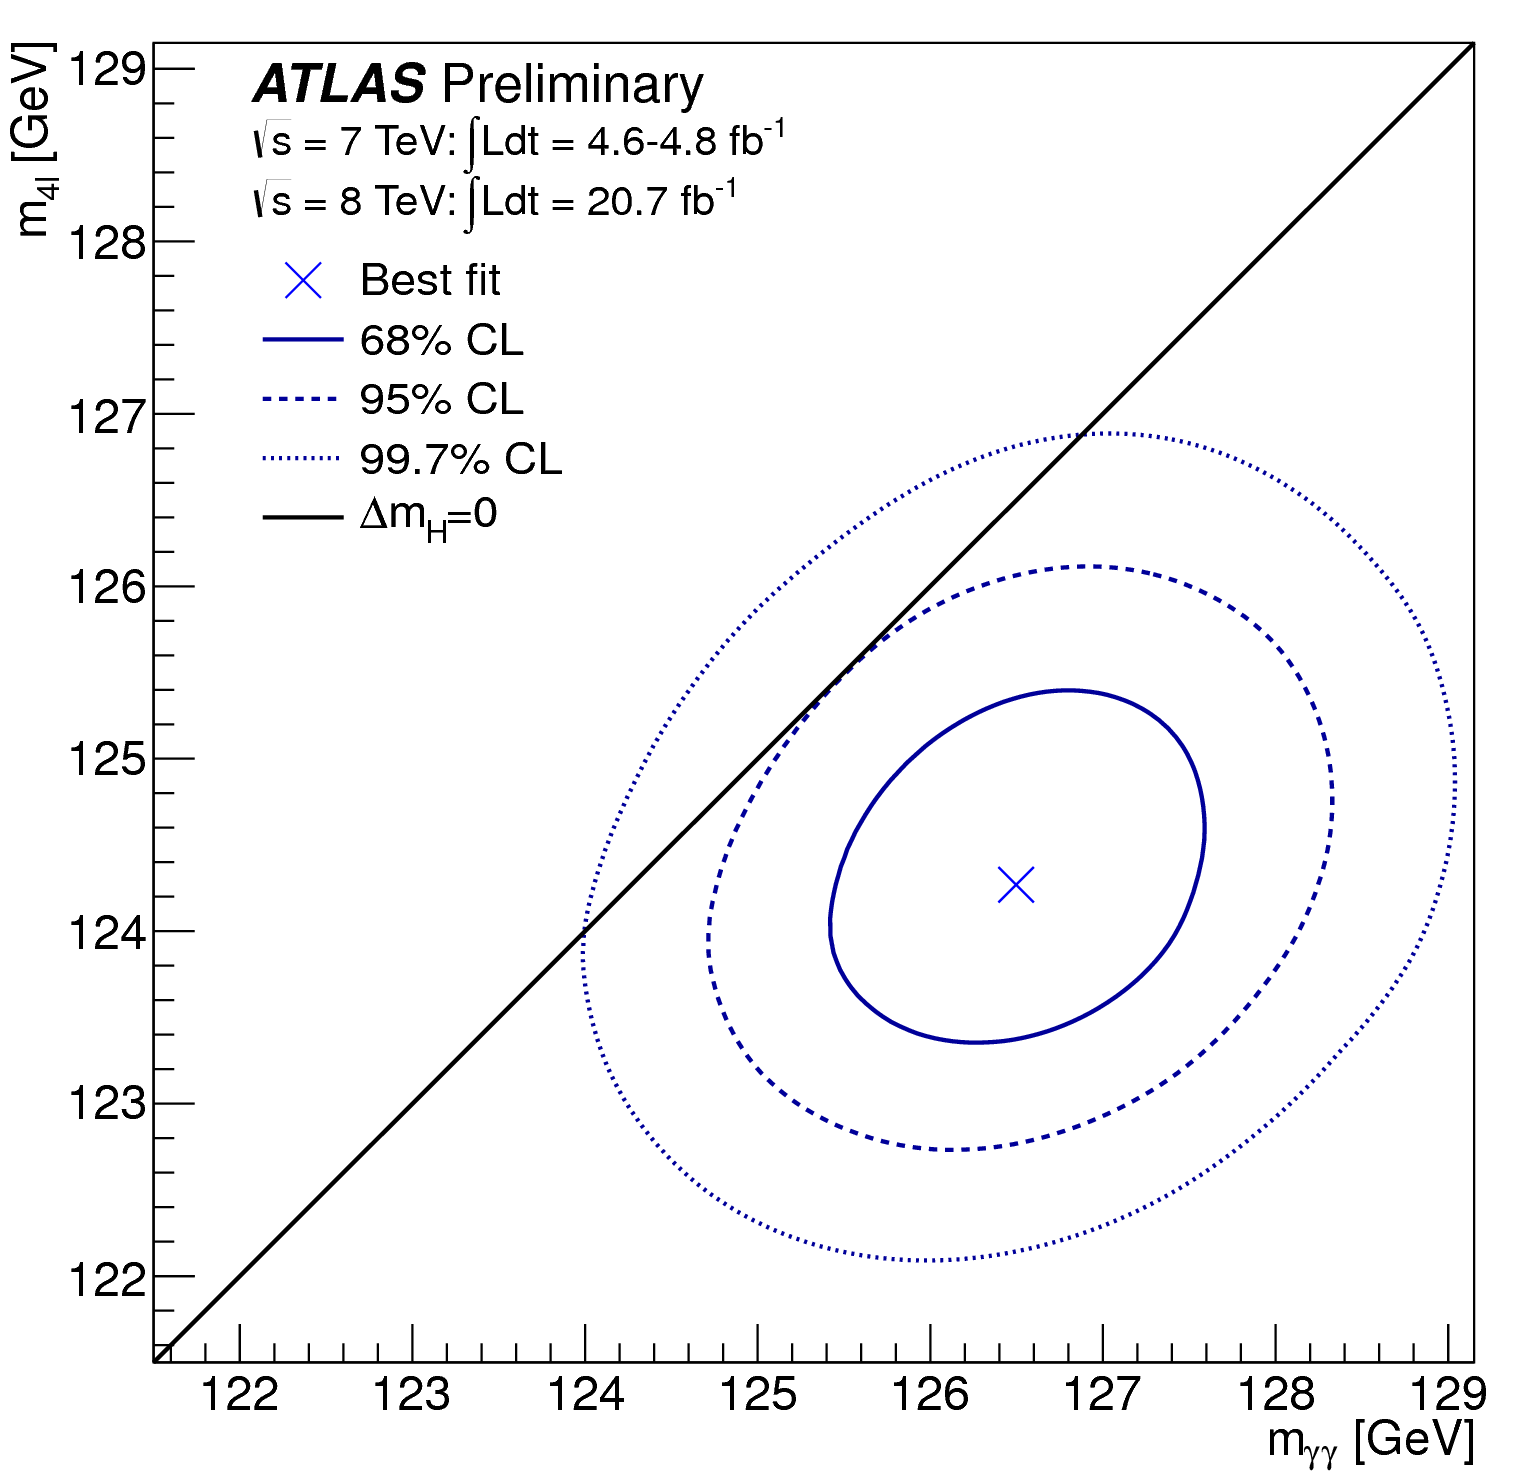 ATLAS Preliminary
√s = 7 TeV: ∫Ldt = 4.6-4.8 fb⁻¹
√s = 8 TeV: ∫Ldt = 20.7 fb⁻¹
Best fit
68% CL
95% CL
99.7% CL
Δm_H=0
m_4l [GeV]
129
128
127
126
125
124
123
122
122 123 124 125 126 127 128 129
m_γγ [GeV]